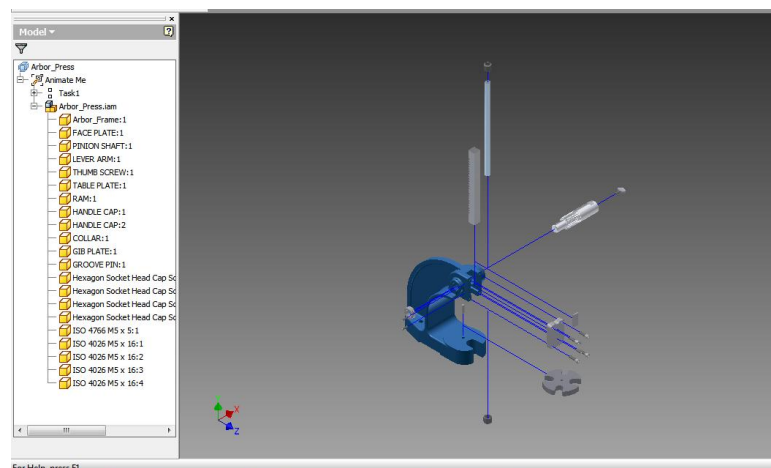 Model
Arbor_Press
Animate Me
Task1
Arbor_Press.iam
Arbor_Frame:1
FACE PLATE:1
PINION SHAFT:1
LEVER ARM:1
THUMB SCREW:1
TABLE PLATE:1
RAM:1
HANDLE CAP:1
HANDLE CAP:2
COLLAR:1
GIB PLATE:1
GROOVE PIN:1
Hexagon Socket Head Cap Sc
Hexagon Socket Head Cap Sc
Hexagon Socket Head Cap Sc
Hexagon Socket Head Cap Sc
ISO 4766 M5 x 5:1
ISO 4026 M5 x 16:1
ISO 4026 M5 x 16:2
ISO 4026 M5 x 16:3
ISO 4026 M5 x 16:4
X
Z
For Help, press F1